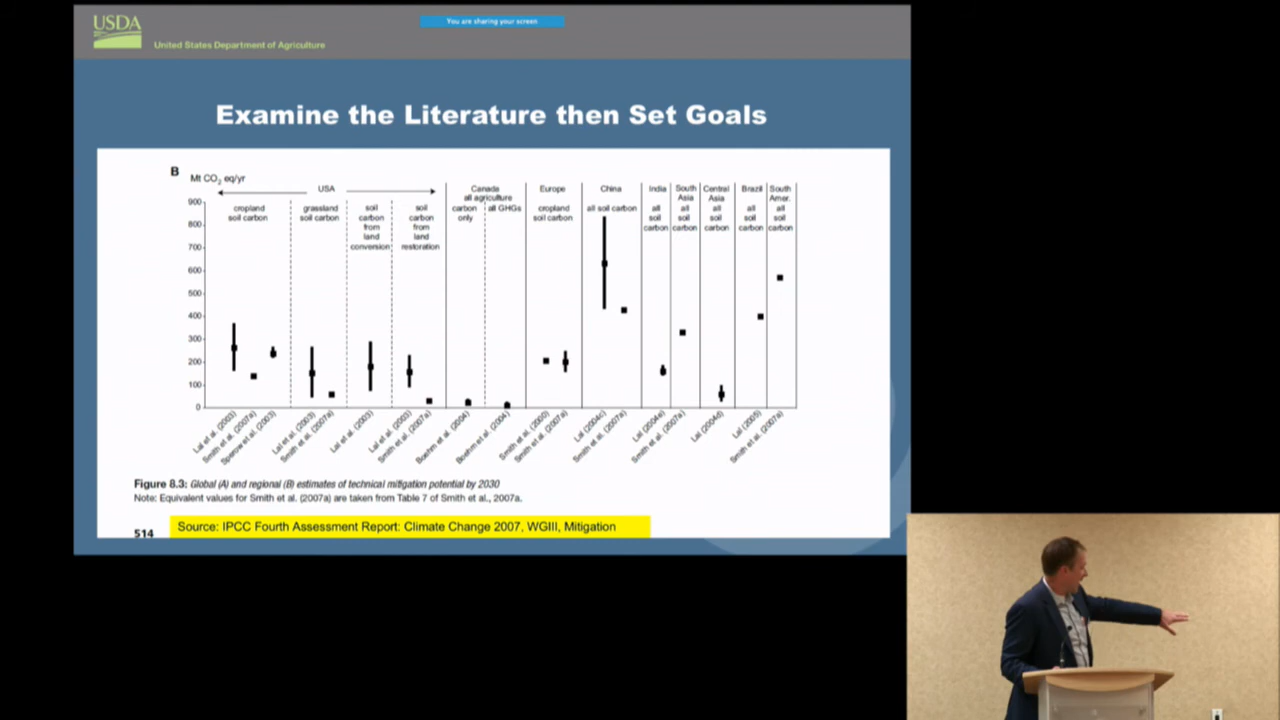 USDA
You are sharing your screen
United States Department of Agriculture
Examine the Literature then Set Goals
B
Mt CO2 eq/yr
USA
Canada
all agriculture
Europe
China
India
South
Asia
Central
Asia
Brazil
South
Amer.
cropland
soil carbon
grassland
soil carbon
soil
carbon
from
land
conversion
soil
carbon
from
land
restoration
carbon
only
all GHGs
cropland
soil carbon
all soil carbon
all
soil
carbon
all
soil
carbon
all
soil
carbon
all
soil
carbon
all
soil
carbon
900
800
700
600
500
400
300
200
100
0
Lal et al. (2003)
Smith et al. (2007a)
Sperow et al. (2003)
Lal et al. (2003)
Smith et al. (2007a)
Lal et al. (2003)
Lal et al. (2003)
Smith et al. (2007a)
Boehm et al. (2004)
Boehm et al. (2004)
Smith et al. (2000)
Smith et al. (2007a)
Lal (2004c)
Smith et al. (2007a)
Lal (2004e)
Smith et al. (2007a)
Lal (2004d)
Lal (2005)
Smith et al. (2007a)
Figure 8.3: Global (A) and regional (B) estimates of technical mitigation potential by 2030
Note: Equivalent values for Smith et al. (2007a) are taken from Table 7 of Smith et al., 2007a.
514
Source: IPCC Fourth Assessment Report: Climate Change 2007, WGIII, Mitigation